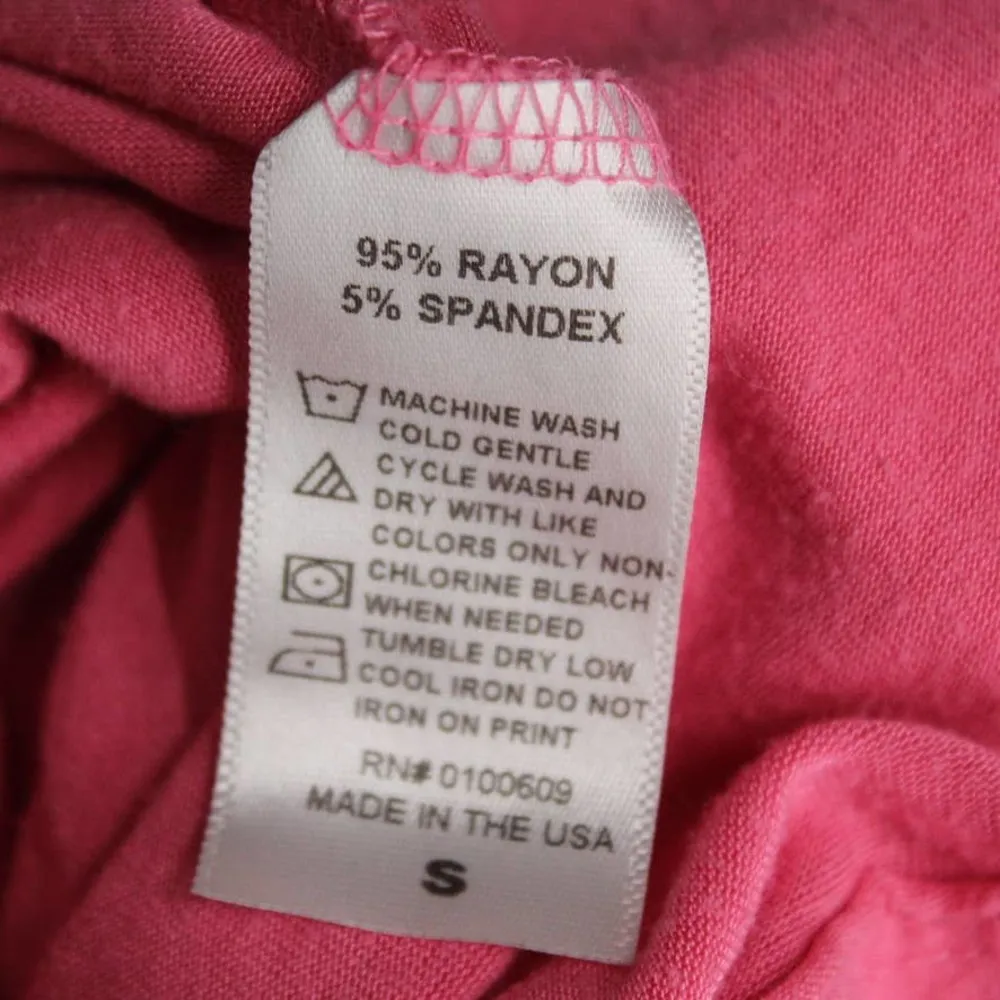 95% RAYON
5% SPANDEX
MACHINE WASH
COLD GENTLE
CYCLE WASH AND
DRY WITH LIKE
COLORS ONLY NON-
CHLORINE BLEACH
WHEN NEEDED
TUMBLE DRY LOW
COOL IRON DO NOT
IRON ON PRINT
RN# 0100609
MADE IN THE USA
S